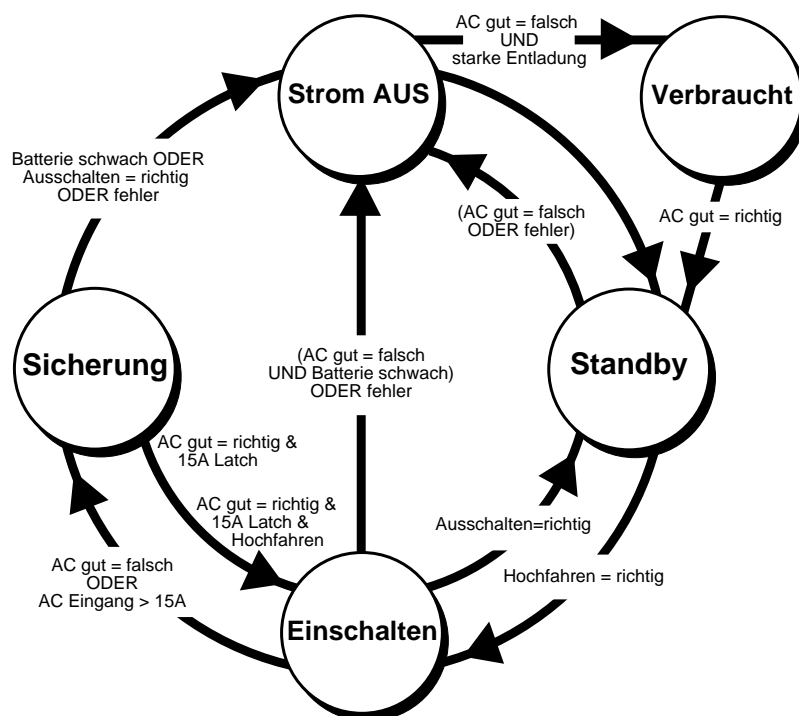 AC gut = falsch
UND
starke Entladung
Strom AUS
Verbraucht
Batterie schwach ODER
Ausschalten = richtig
ODER fehler
(AC gut = falsch
ODER fehler)
AC gut = richtig
Sicherung
(AC gut = falsch
UND Batterie schwach)
ODER fehler
Standby
AC gut = richtig &
15A Latch
AC gut = richtig &
15A Latch &
Hochfahren
Ausschalten=richtig
AC gut = falsch
ODER
AC Eingang > 15A
Hochfahren = richtig
Einschalten